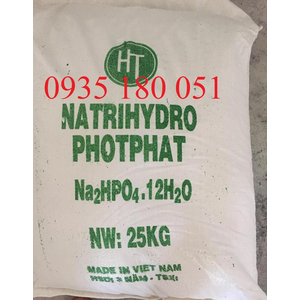 HT
0935 180 051
NATRIHYDRO
PHOTPHAT
Na₂HPO₄.12H₂O
NW: 25KG
MADE IN VIET NAM